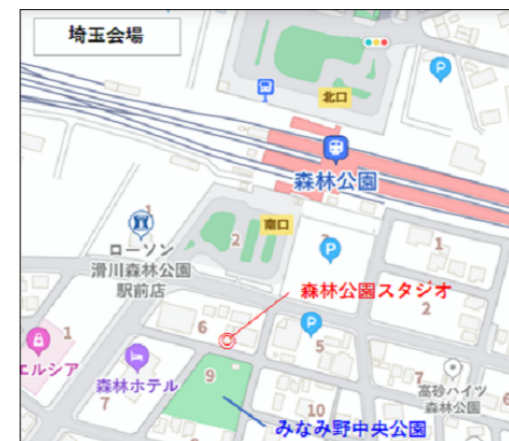 埼玉会場
P
北口
森林公園
1
ローソン
滑川森林公園
駅前店
2
南口
P
1
森林公園スタジオ
2
6
P
5
1
エルシア
森林ホテル
7
9
7
高砂ハイツ
森林公園
10
みなみ野中央公園